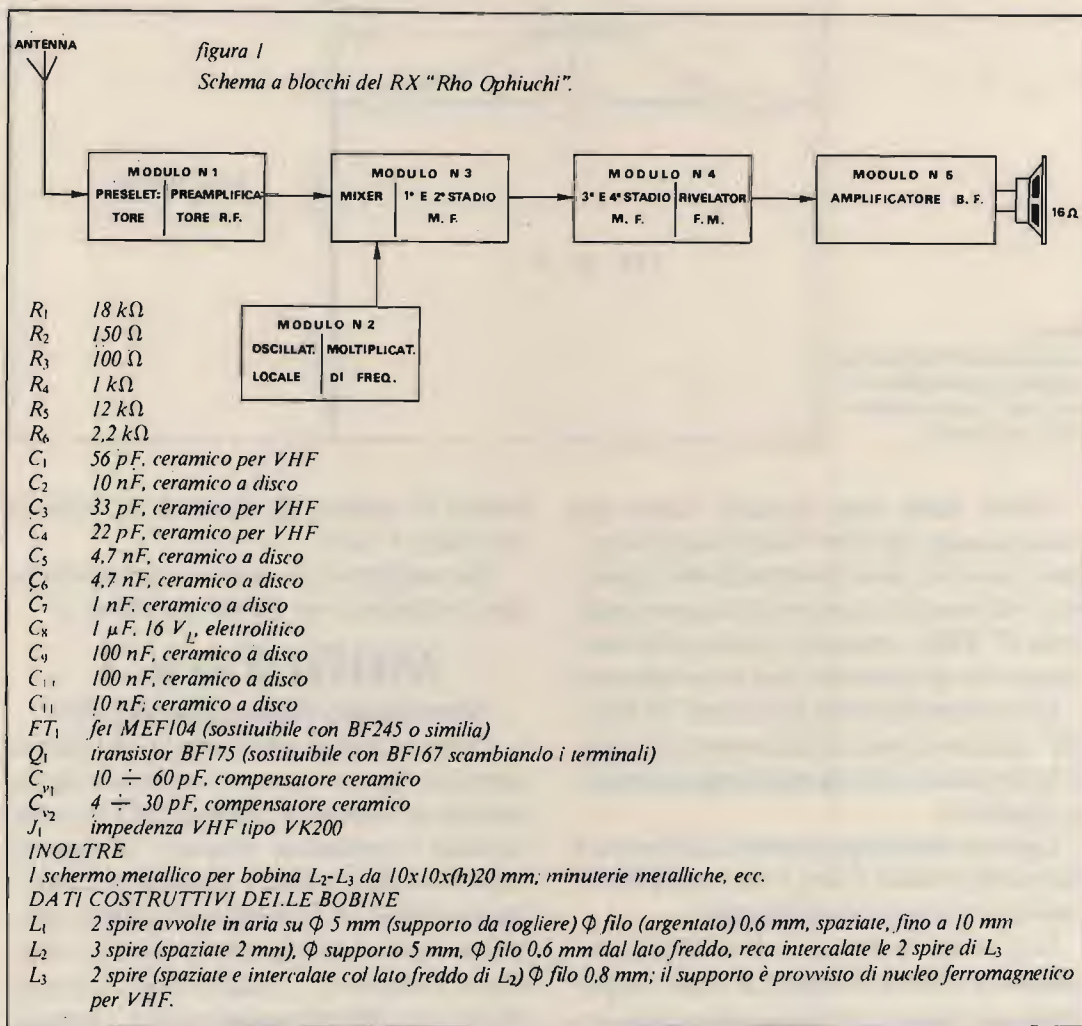 ANTENNA
figura 1
Schema a blocchi del RX "Rho Ophiuchi".
MODULO N 1
PRESELET-
TORE
PREAMPLIFICA
TORE R.F.
MODULO N 3
MIXER
1° E 2° STADIO
M. F.
MODULO N 4
3° E 4° STADIO
M. F.
RIVELATOR
F.M.
MODULO N 5
AMPLIFICATORE B. F.
16 Ω
MODULO N 2
OSCILLAT.
LOCALE
MOLTIPLICAT.
DI FREQ.
R1 18 kΩ
R2 150 Ω
R3 100 Ω
R4 1 kΩ
R5 12 kΩ
R6 2,2 kΩ
C1 56 pF, ceramico per VHF
C2 10 nF, ceramico a disco
C3 33 pF, ceramico per VHF
C4 22 pF, ceramico per VHF
C5 4,7 nF, ceramico a disco
C6 4,7 nF, ceramico a disco
C7 1 nF, ceramico a disco
C8 1 μF, 16 VL, elettrolitico
C9 100 nF, ceramico a disco
100 nF, ceramico a disco
C11 10 nF, ceramico a disco
FT1 fet MEF104 (sostituibile con BF245 o similia)
Q1 transistor BF175 (sostituibile con BF167 scambiando i terminali)
Cv1 10 ÷ 60 pF, compensatore ceramico
Cv2 4 ÷ 30 pF, compensatore ceramico
J1 impedenza VHF tipo VK200
INOLTRE
1 schermo metallico per bobina L2-L3 da 10x10x(h)20 mm; minuterie metalliche, ecc.
DATI COSTRUTTIVI DELLE BOBINE
L1 2 spire avvolte in aria su Φ 5 mm (supporto da togliere) Φ filo (argentato) 0,6 mm, spaziate, fino a 10 mm
L2 3 spire (spaziate 2 mm), Φ supporto 5 mm, Φ filo 0,6 mm dal lato freddo, reca intercalate le 2 spire di L3
L3 2 spire (spaziate e intercalate col lato freddo di L2) Φ filo 0,8 mm; il supporto è provvisto di nucleo ferromagnetico
per VHF.